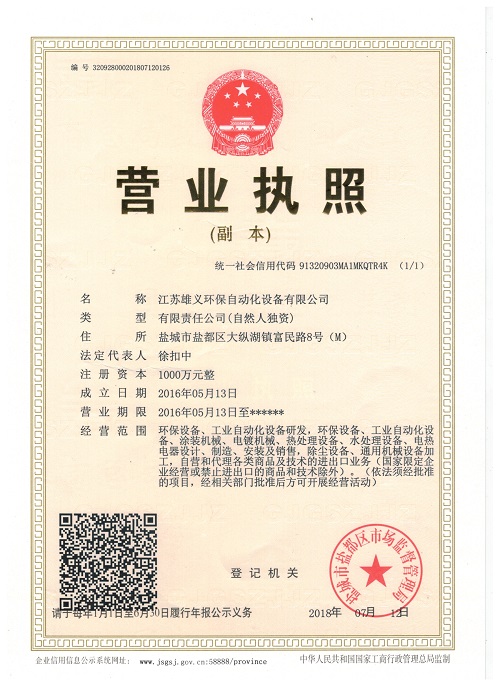 编 号 320928000201807120126
营业执照
(副 本)
统一社会信用代码 91320903MA1MKQTR4K (1/1)
名 称 江苏雄义环保自动化设备有限公司
类 型 有限责任公司(自然人独资)
住 所 盐城市盐都区大纵湖镇富民路8号（M）
法定代表人 徐扣中
注册资本 1000万元整
成立日期 2016年05月13日
营业期限 2016年05月13日至******
经营范围 环保设备、工业自动化设备研发，环保设备、工业自动化设
备、涂装机械、电镀机械、热处理设备、水处理设备、电热
电器设计、制造、安装及销售，除尘设备、通用机械设备加
工，自营和代理各类商品及技术的进出口业务（国家限定企
业经营或禁止进出口的商品和技术除外）。（依法须经批准
的项目，经相关部门批准后方可开展经营活动）
登记机关
盐城市盐都区市场监督管理局
请于每年1月1日至6月30日履行年报公示义务
2018年 07月 12日
企业信用信息公示系统网址： www.jsgsj.gov.cn:58888/province
中华人民共和国国家工商行政管理总局监制